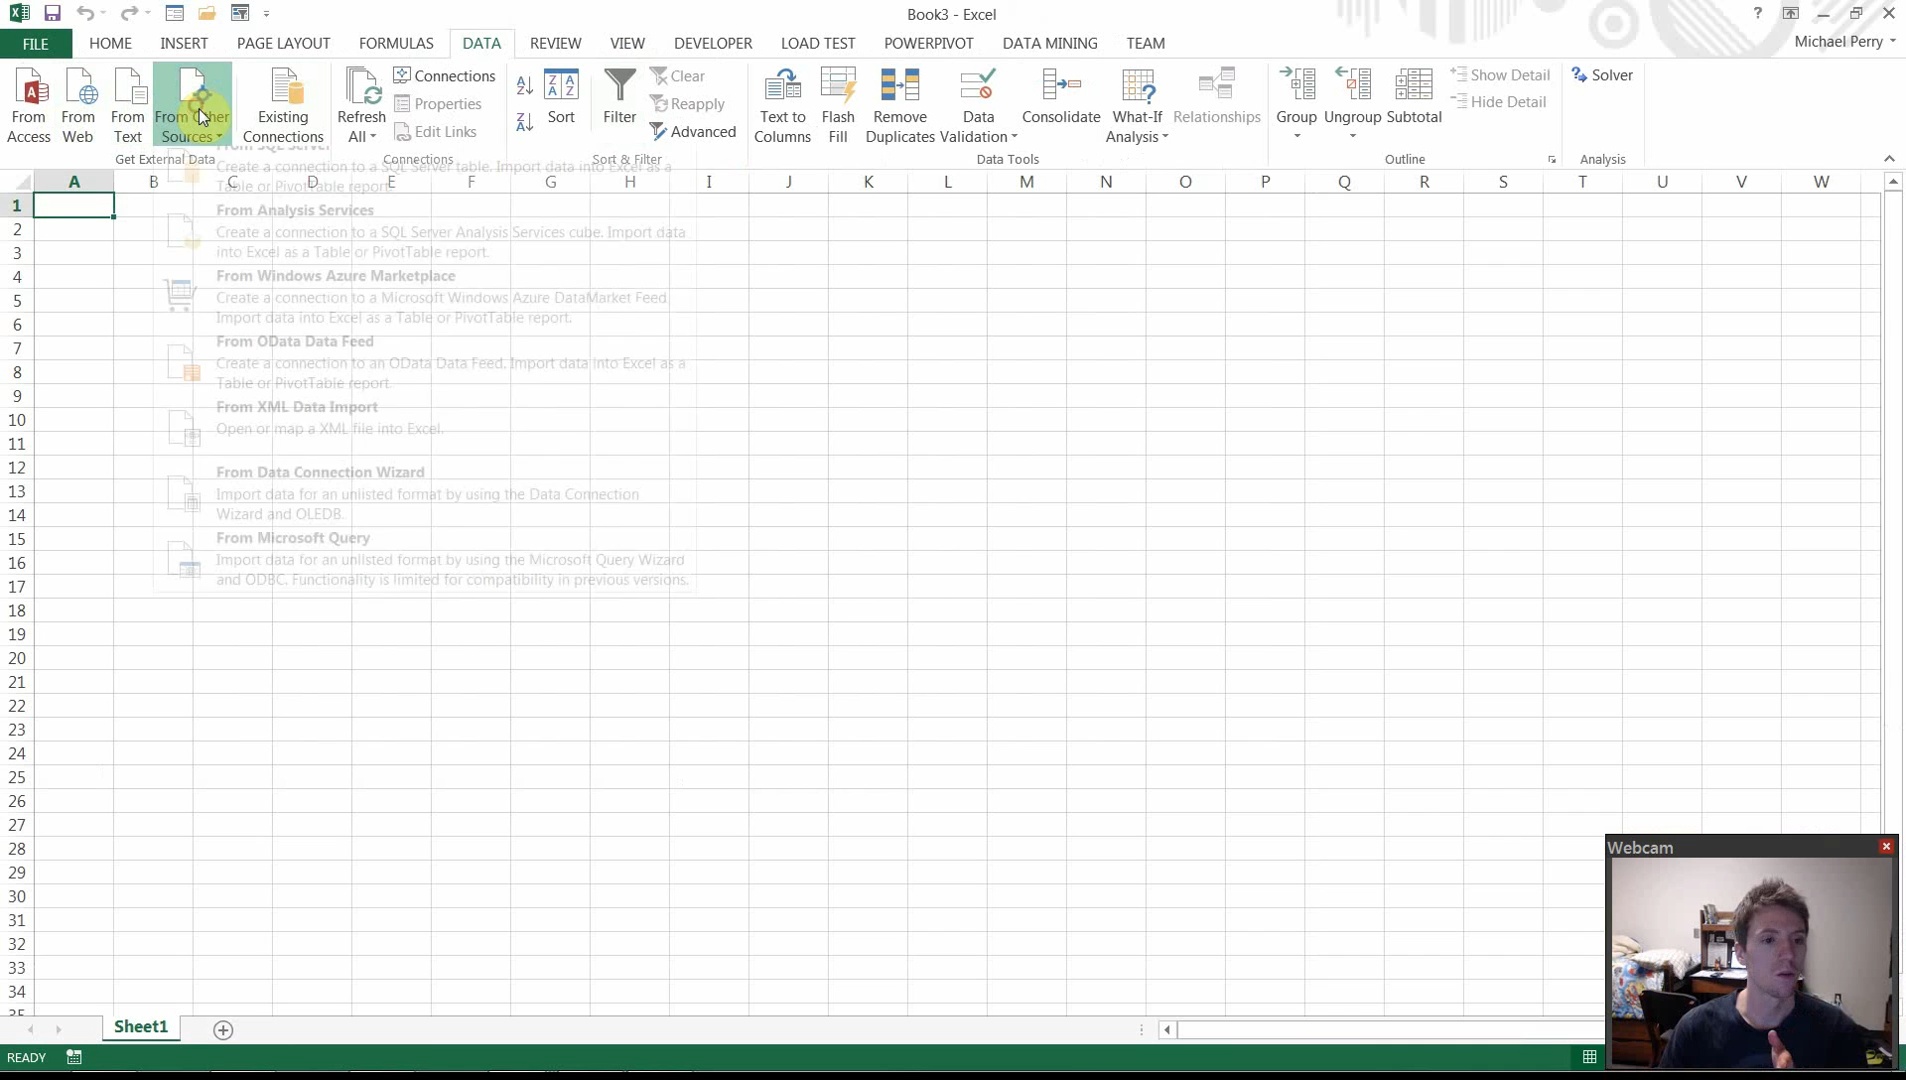 Book3 - Excel
?
FILE HOME INSERT PAGE LAYOUT FORMULAS DATA REVIEW VIEW DEVELOPER LOAD TEST POWERPIVOT DATA MINING TEAM
Michael Perry
From Access
From Web
From Text
From Other Sources
Existing Connections
Refresh All
Connections
Properties
Edit Links
Sort
Filter
Clear
Reapply
Advanced
Text to Columns
Flash Fill
Remove Duplicates
Data Validation
Consolidate
What-If Analysis
Relationships
Group
Ungroup
Subtotal
Show Detail
Hide Detail
Solver
Get External Data
Connections
Sort & Filter
Data Tools
Outline
Analysis
From SQL Server
Create a connection to a SQL Server table. Import data into Excel as a
Table or PivotTable report.
A B C D E F G H I J K L M N O P Q R S T U V W
From Analysis Services
Create a connection to a SQL Server Analysis Services cube. Import data
into Excel as a Table or PivotTable report.
From Windows Azure Marketplace
Create a connection to a Microsoft Windows Azure DataMarket Feed.
Import data into Excel as a Table or PivotTable report.
From OData Data Feed
Create a connection to an OData Data Feed. Import data into Excel as a
Table or PivotTable report.
From XML Data Import
Open or map a XML file into Excel.
From Data Connection Wizard
Import data for an unlisted format by using the Data Connection
Wizard and OLEDB.
From Microsoft Query
Import data for an unlisted format by using the Microsoft Query Wizard
and ODBC. Functionality is limited for compatibility in previous versions.
1
2
3
4
5
6
7
8
9
10
11
12
13
14
15
16
17
18
19
20
21
22
23
24
25
26
27
28
29
30
31
32
33
34
35
Webcam
Sheet1
READY